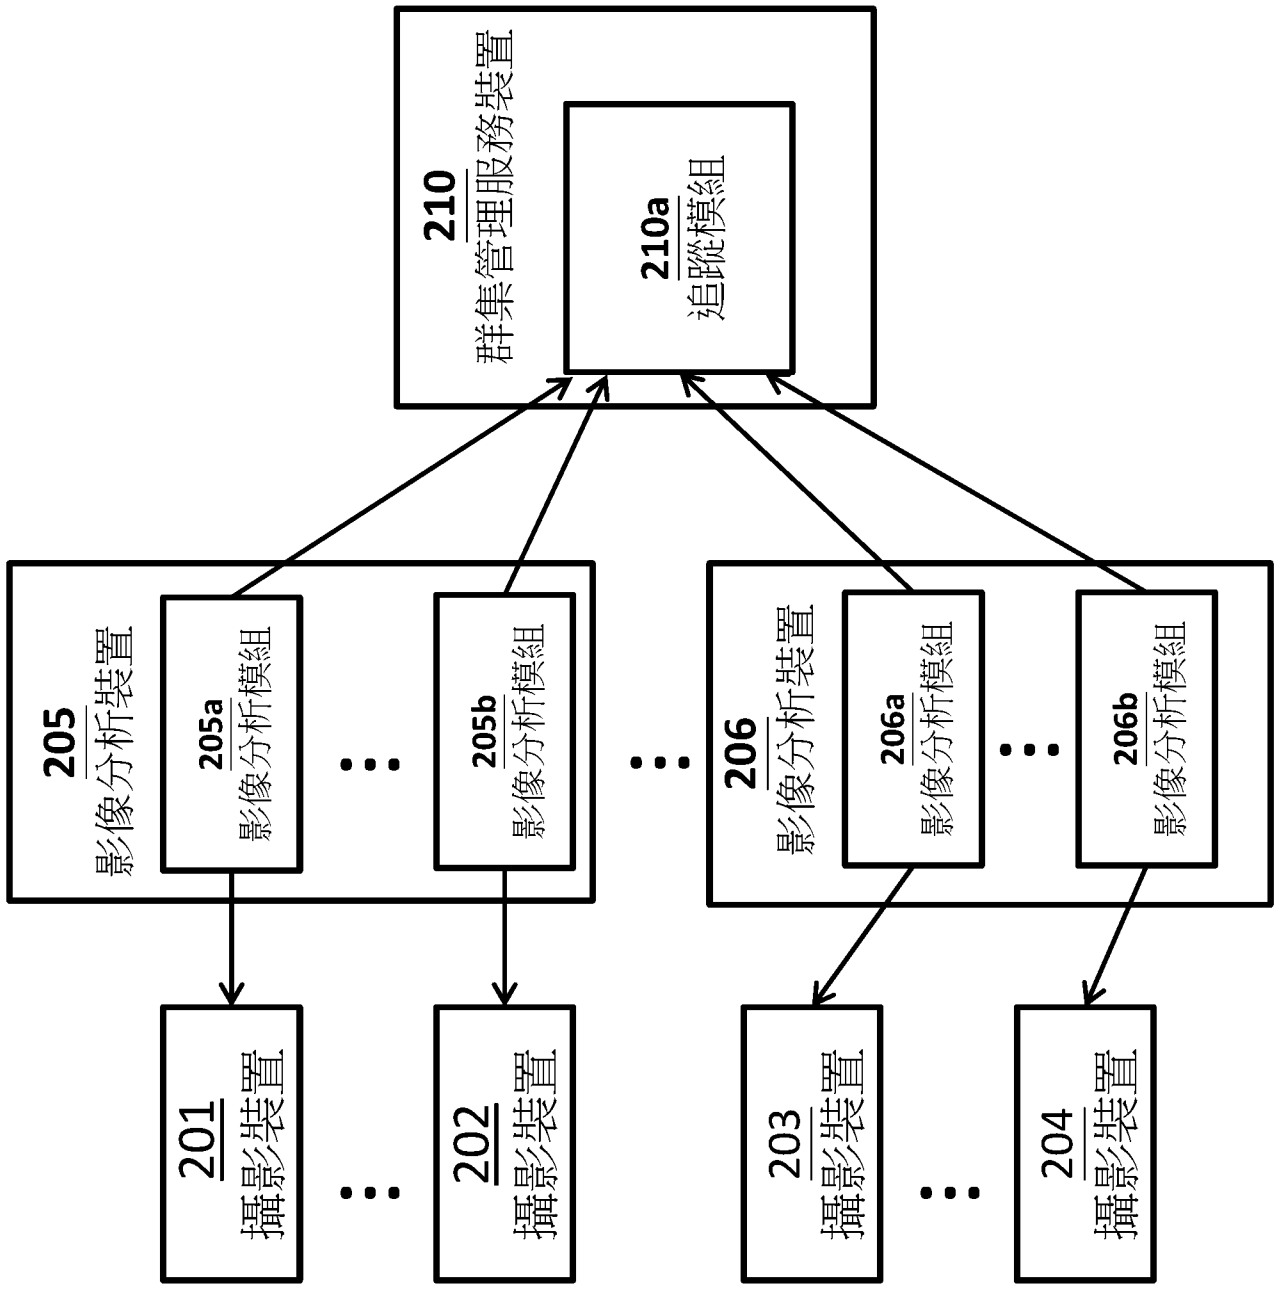 210
群集管理服務裝置
210a
追蹤模組
205
影像分析裝置
205a
影像分析模組
205b
影像分析模組
206
影像分析裝置
206a
影像分析模組
206b
影像分析模組
201
攝影裝置
202
攝影裝置
203
攝影裝置
204
攝影裝置